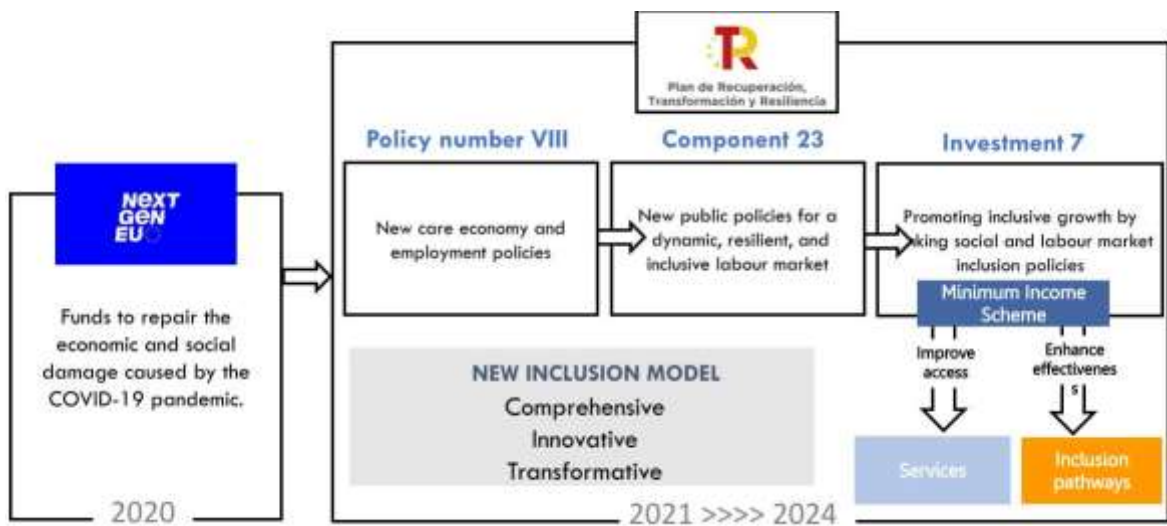 Plan de Recuperación,
Transformación y Resiliencia
NEXT
GEN
EU
Funds to repair the
economic and social
damage caused by the
COVID-19 pandemic.
2020
Policy number VIII
New care economy and
employment policies
Component 23
New public policies for a
dynamic, resilient, and
inclusive labour market
Investment 7
Promoting inclusive growth by
king social and labour market
inclusion policies
Minimum Income
Scheme
Improve
access
Enhance
effectivenes
s
Services
Inclusion
pathways
NEW INCLUSION MODEL
Comprehensive
Innovative
Transformative
2021 >>>> 2024